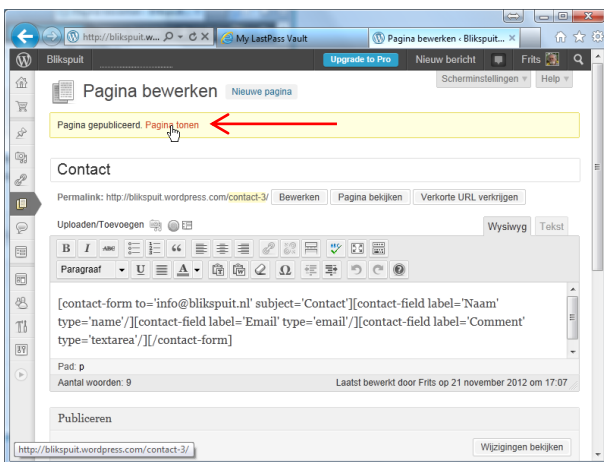 http://blikspuit.w...
My LastPass Vault
Pagina bewerken ‹ Blikspuit...
Blikspuit
Upgrade to Pro
Nieuw bericht
Frits
Scherminstellingen
Help
Pagina bewerken
Nieuwe pagina
Pagina gepubliceerd. Pagina tonen
Contact
Permalink: http://blikspuit.wordpress.com/contact-3/
Bewerken
Pagina bekijken
Verkorte URL verkrijgen
Uploaden/Toevoegen
Wysiwyg
Tekst
B I ABC
Paragraaf
U A Ω
[contact-form to='info@blikspuit.nl' subject='Contact'][contact-field label='Naam'
type='name'/][contact-field label='Email' type='email'/][contact-field label='Comment'
type='textarea'/][/contact-form]
Pad: p
Aantal woorden: 9
Laatst bewerkt door Frits op 21 november 2012 om 17:07
Publiceren
Wijzigingen bekijken
http://blikspuit.wordpress.com/contact-3/